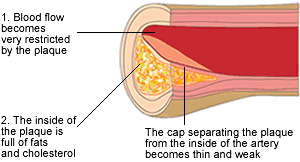 1. Blood flow
becomes
very restricted
by the plaque
2. The inside of
the plaque is
full of fats
and cholesterol
The cap separating the plaque
from the inside of the artery
becomes thin and weak